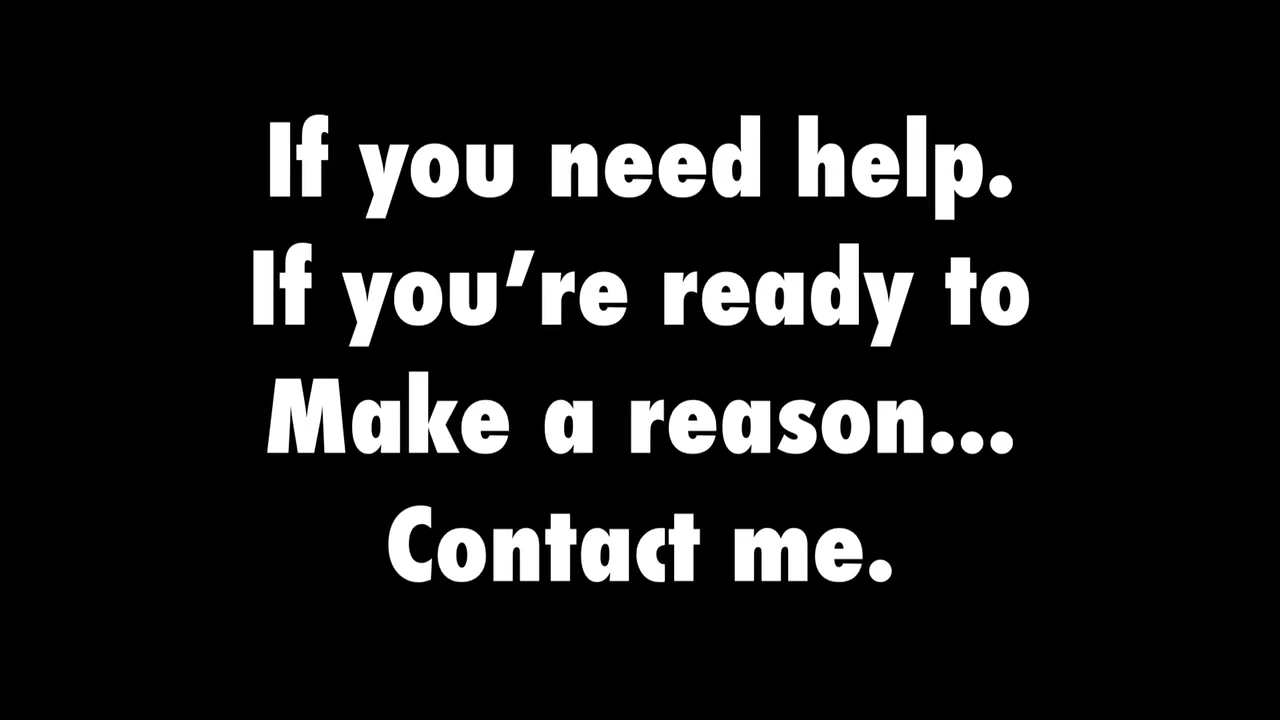 If you need help.
If you’re ready to
Make a reason...
Contact me.